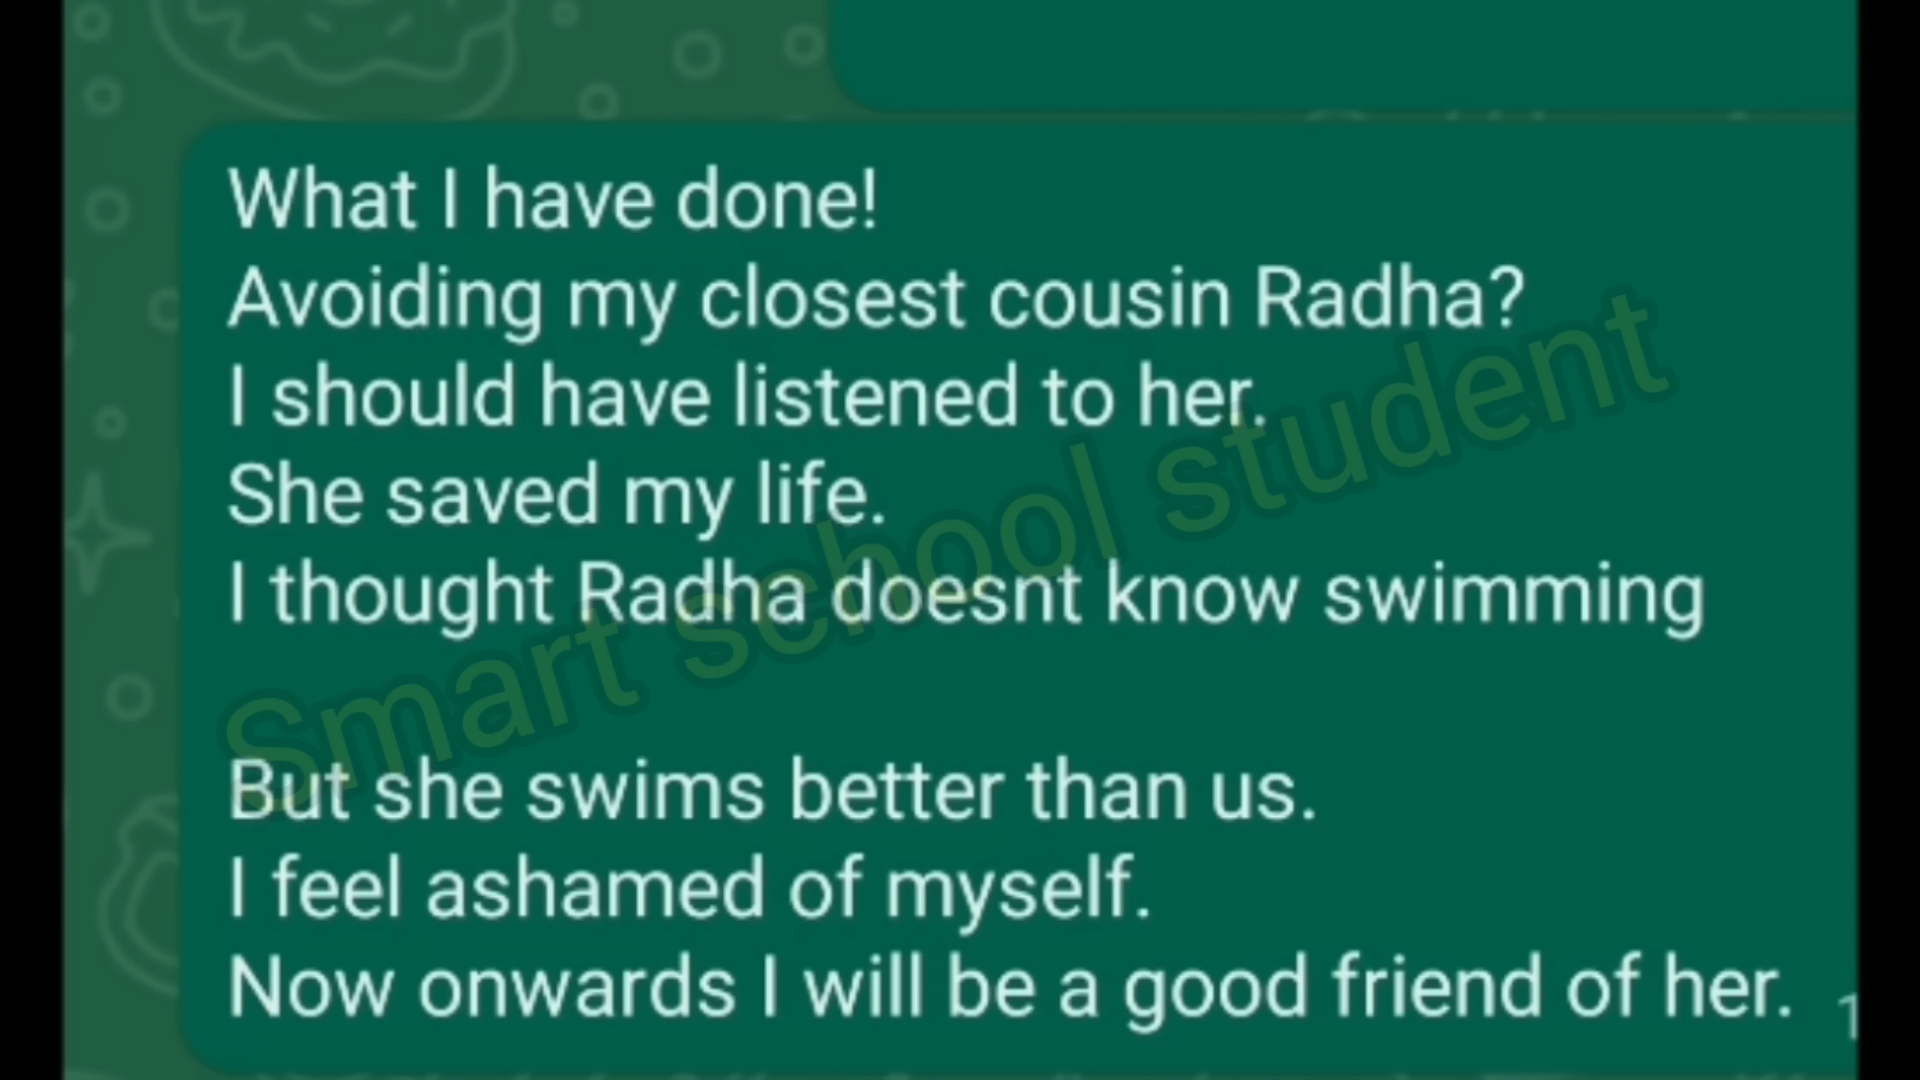 What I have done!
Avoiding my closest cousin Radha?
I should have listened to her.
She saved my life.
I thought Radha doesnt know swimming
But she swims better than us.
I feel ashamed of myself.
Now onwards I will be a good friend of her.
Smart school student